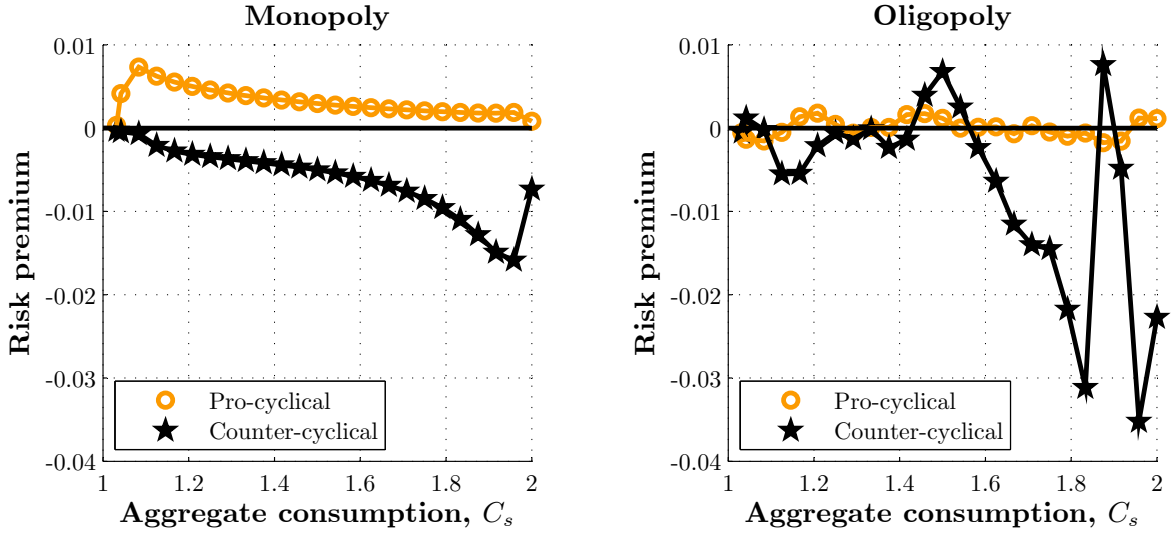 Monopoly
0.01
0
-0.01
-0.02
-0.03
-0.04
Risk premium
Pro-cyclical
Counter-cyclical
1
1.2
1.4
1.6
1.8
2
Aggregate consumption, C_s
Oligopoly
0.01
0
-0.01
-0.02
-0.03
-0.04
Risk premium
Pro-cyclical
Counter-cyclical
1
1.2
1.4
1.6
1.8
2
Aggregate consumption, C_s